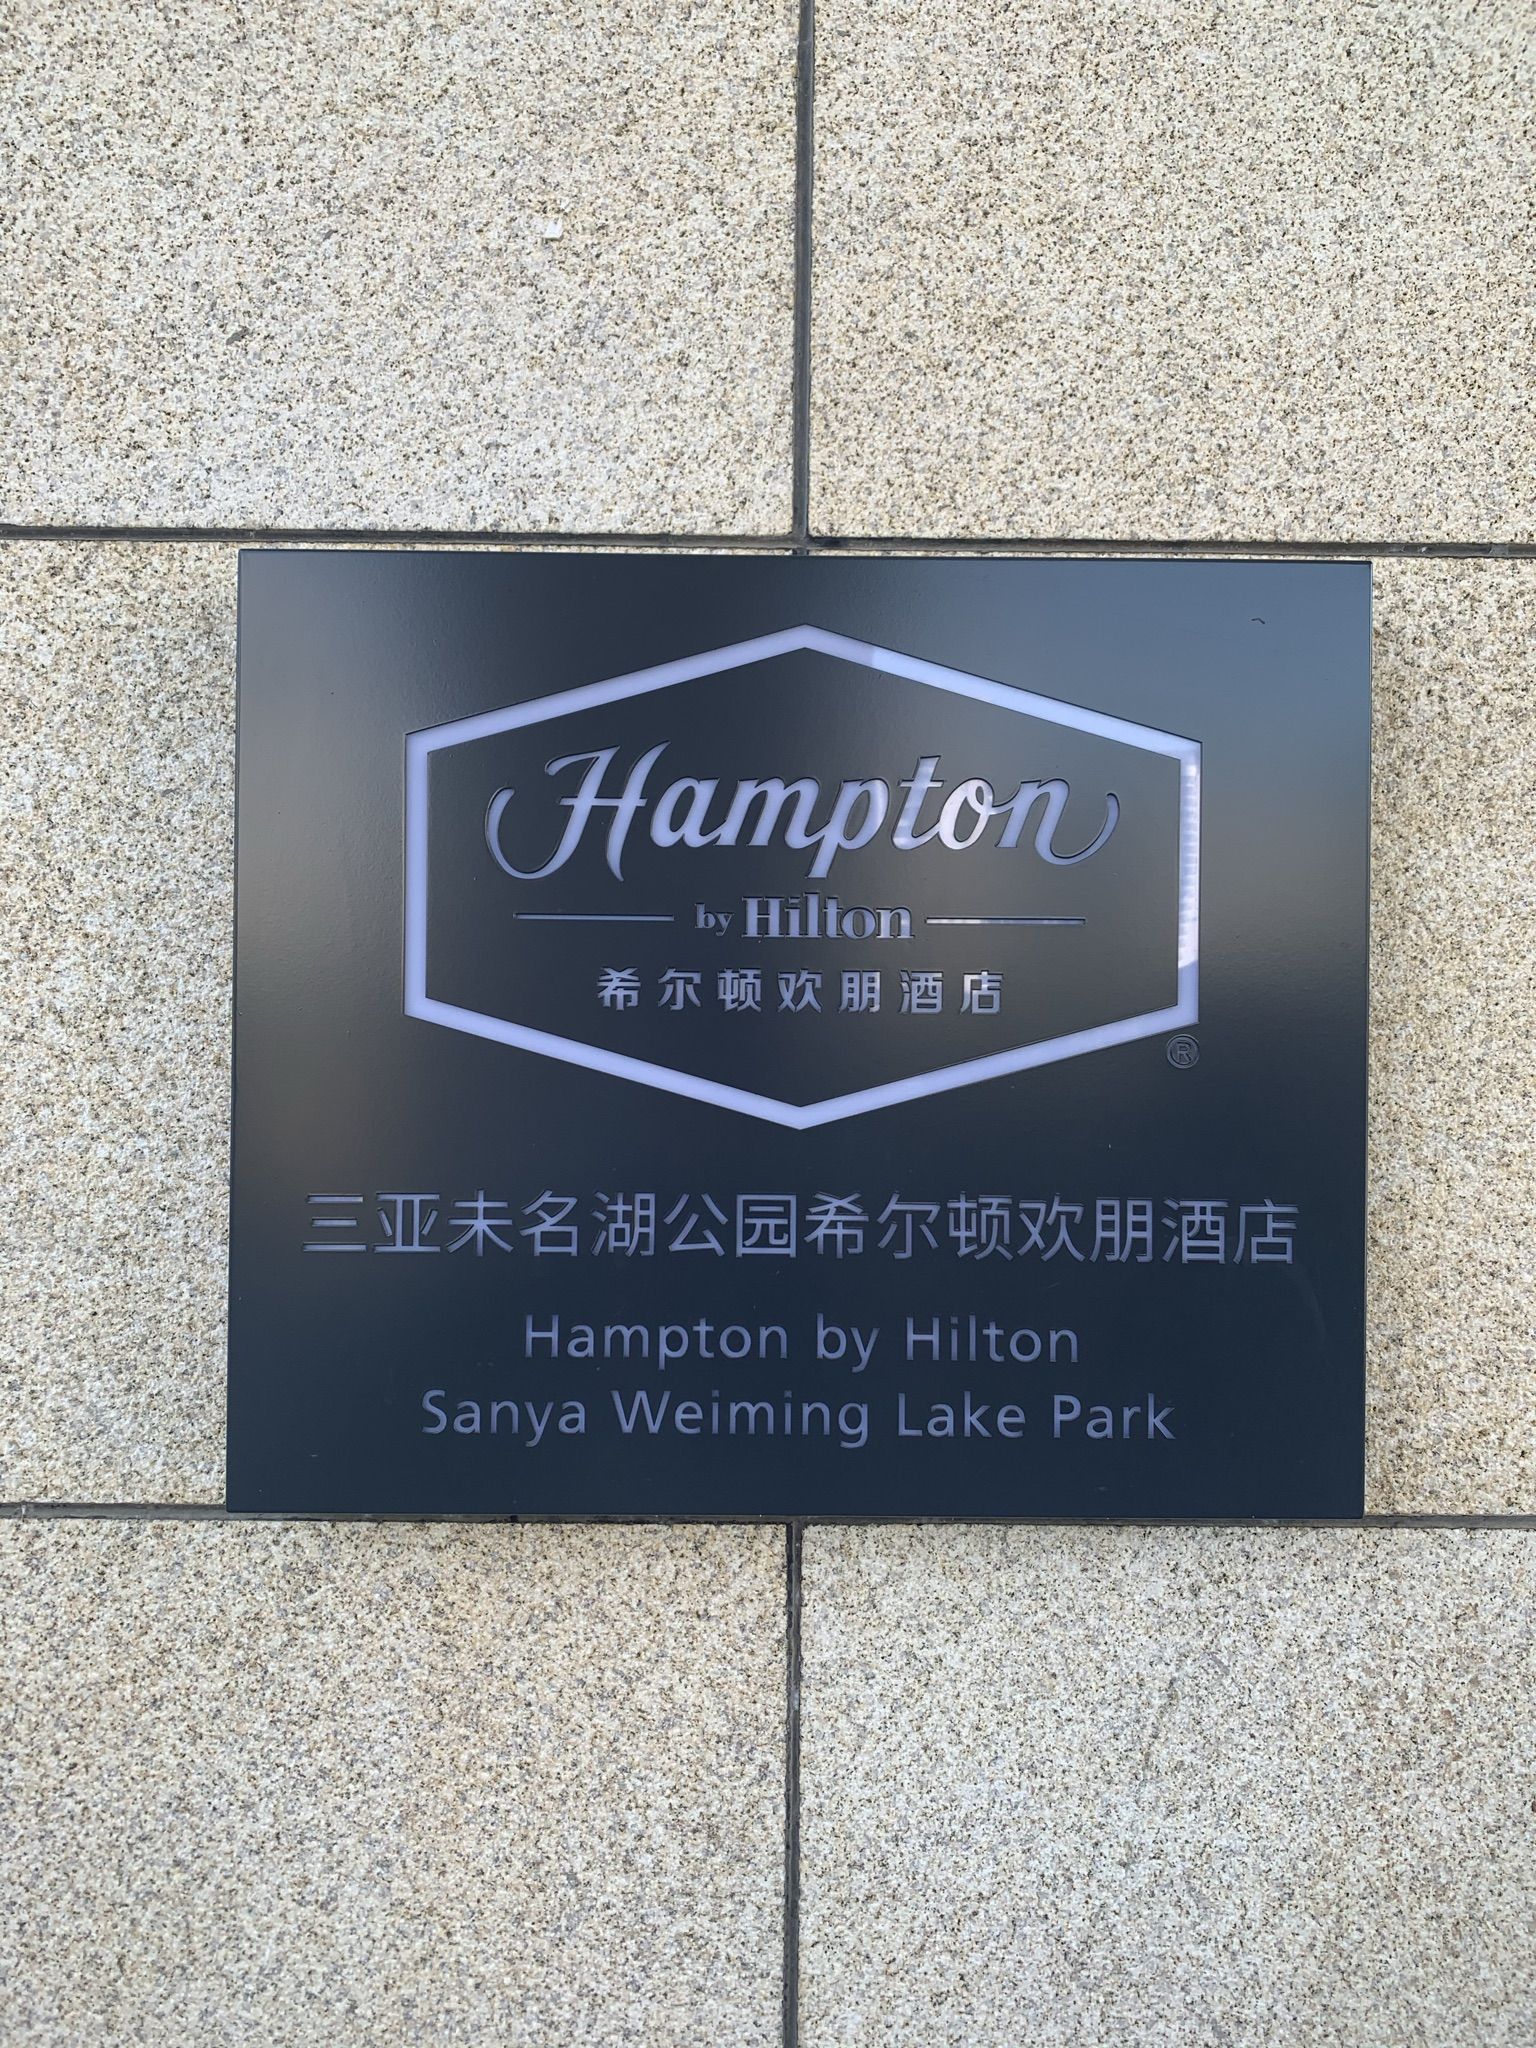 Hampton
by Hilton
希尔顿欢朋酒店
®
三亚未名湖公园希尔顿欢朋酒店
Hampton by Hilton
Sanya Weiming Lake Park